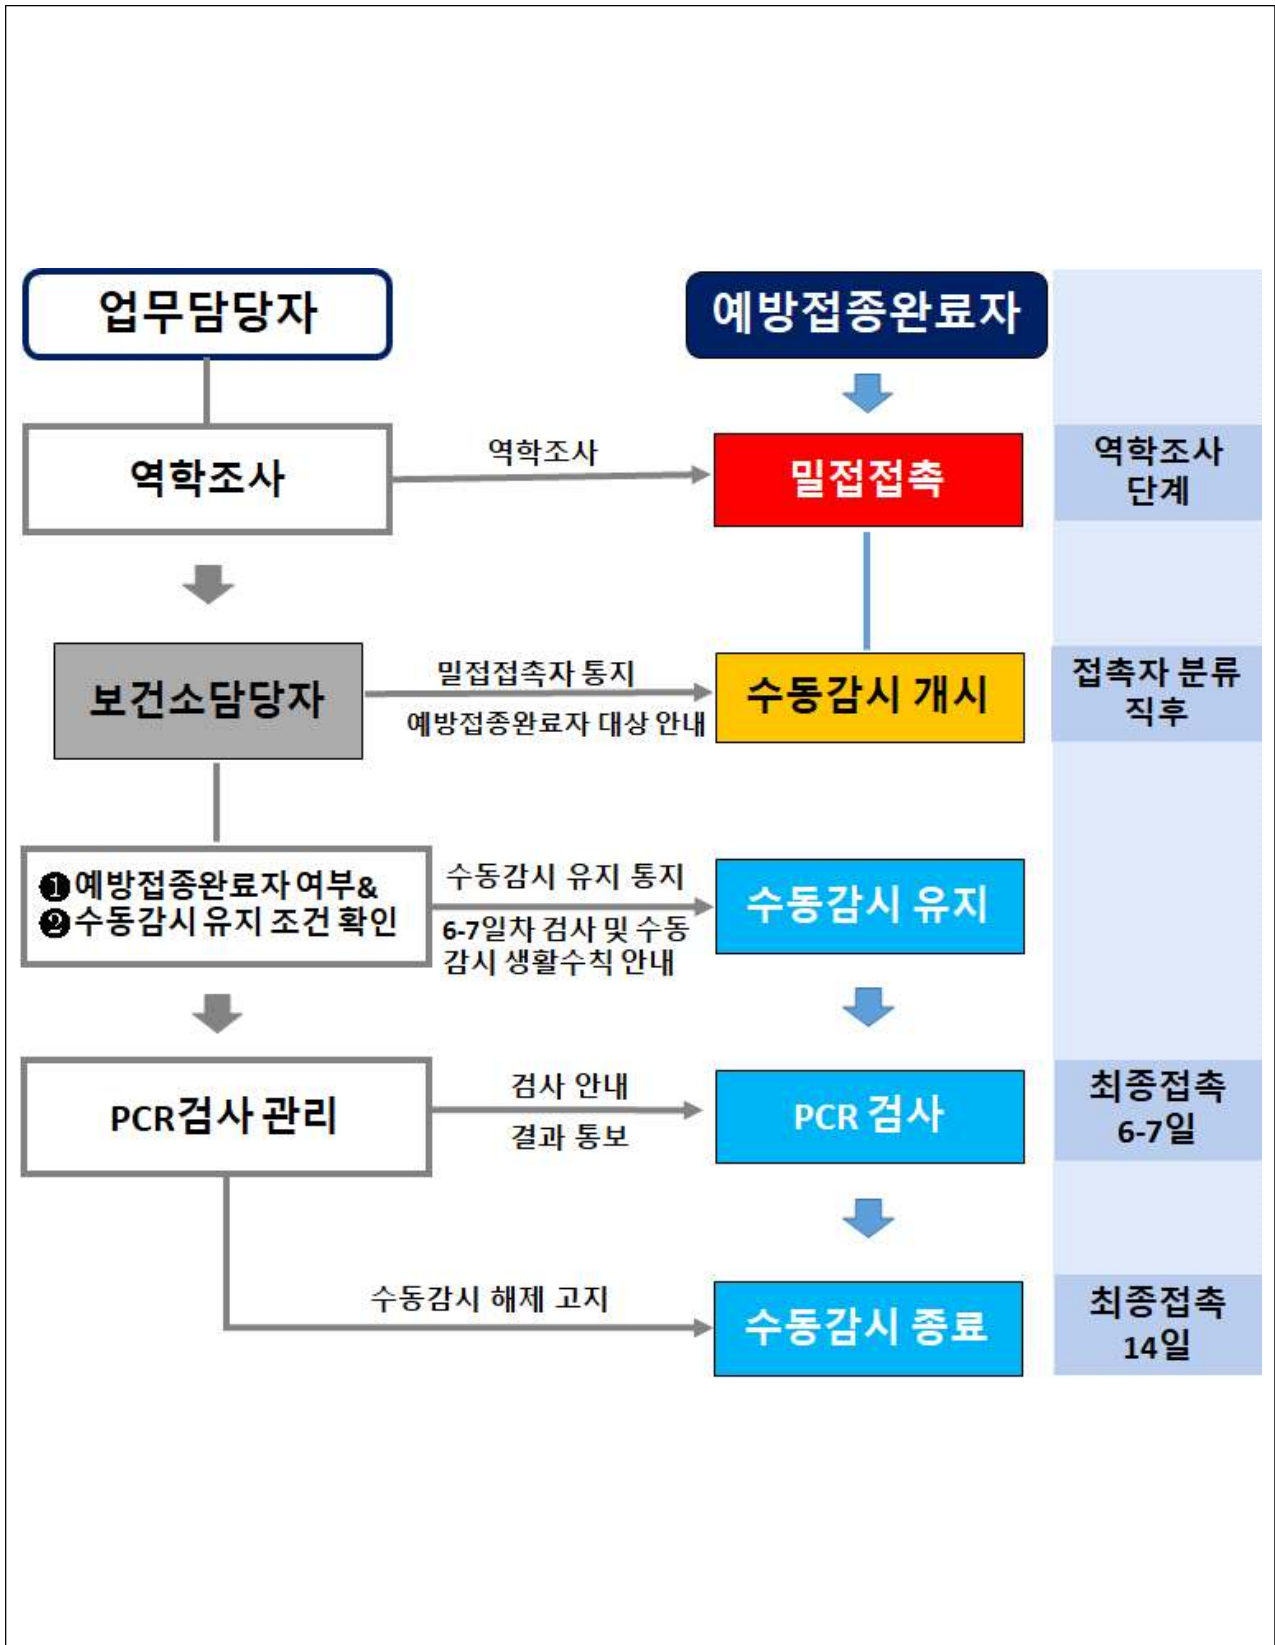 업무담당자
예방접종완료자
역학조사
역학조사
밀접접촉
역학조사
단계
보건소담당자
밀접접촉자 통지
예방접종완료자 대상 안내
수동감시 개시
접촉자 분류
직후
❶예방접종완료자 여부&
❷수동감시 유지 조건 확인
수동감시 유지 통지
6-7일차 검사 및 수동
감시 생활수칙 안내
수동감시 유지
PCR검사 관리
검사 안내
결과 통보
PCR 검사
최종접촉
6-7일
수동감시 해제 고지
수동감시 종료
최종접촉
14일